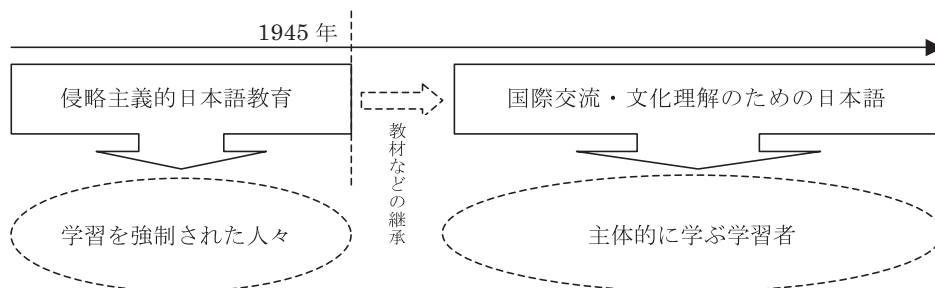 1945 年
侵略主義的日本語教育
国際交流・文化理解のための日本語
教材などの継承
学習を強制された人々
主体的に学ぶ学習者